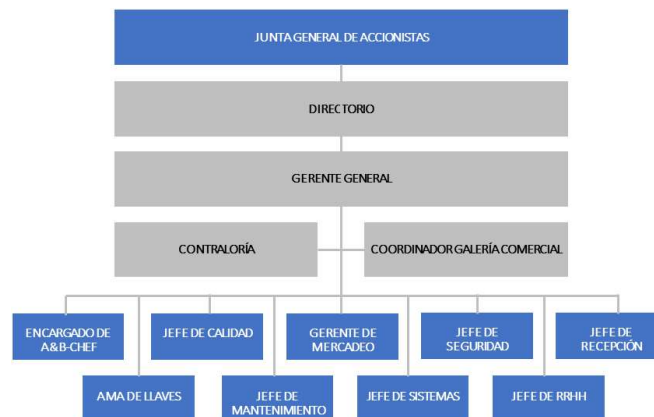 JUNTA GENERAL DE ACCIONISTAS
DIRECTORIO
GERENTE GENERAL
CONTRALORÍA
COORDINADOR GALERÍA COMERCIAL
ENCARGADO DE
A&B-CHEF
JEFE DE CALIDAD
GERENTE DE
MERCADEO
JEFE DE
SEGURIDAD
JEFE DE
RECEPCIÓN
AMA DE LLAVES
JEFE DE
MANTENIMIENTO
JEFE DE SISTEMAS
JEFE DE RRHH